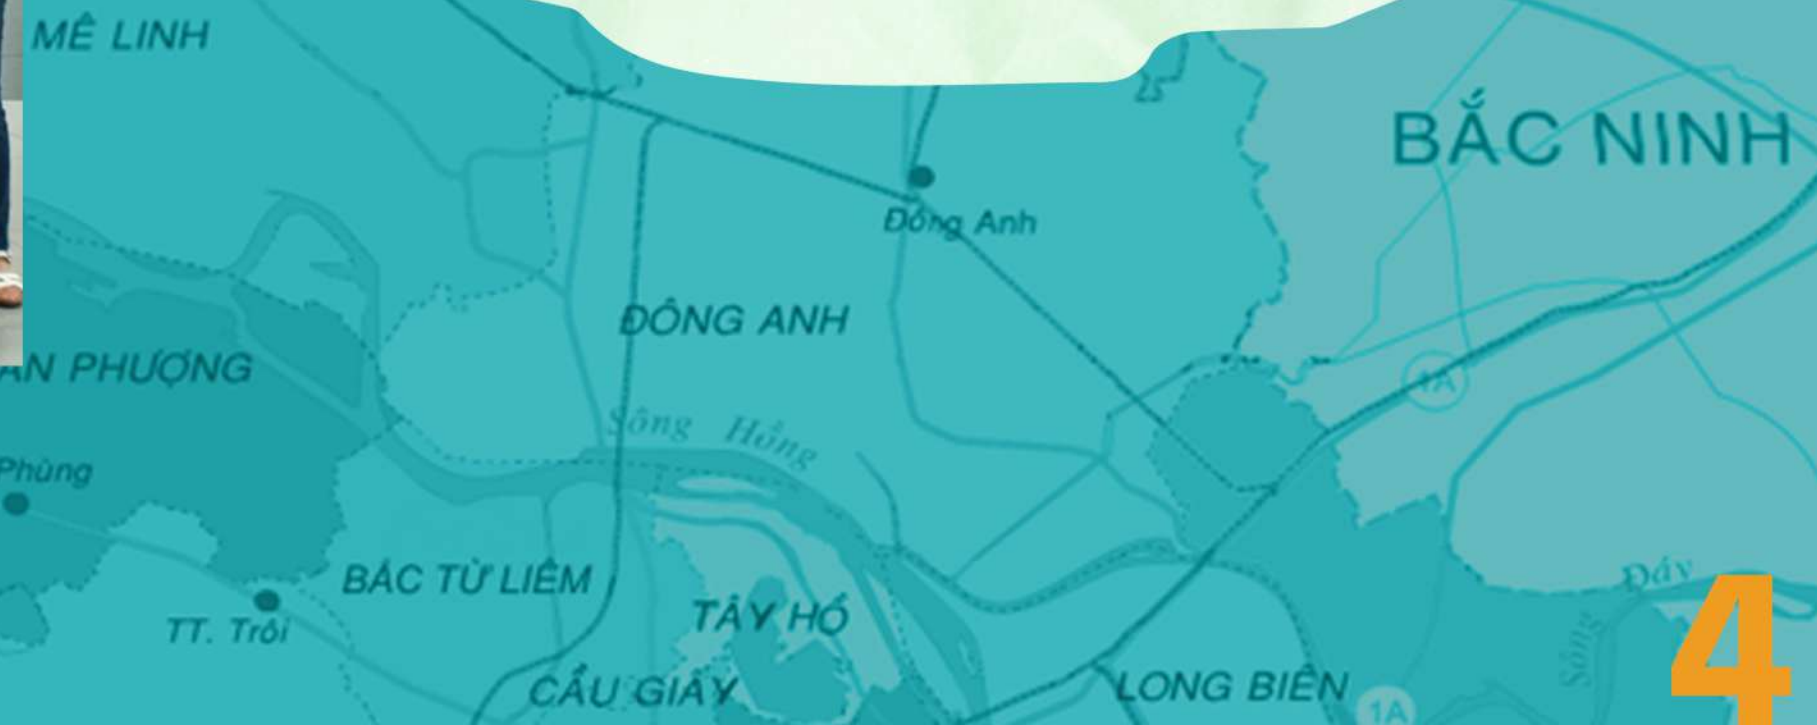 MÊ LINH
BẮC NINH
Đông Anh
ĐÔNG ANH
ÂN PHƯỢNG
1A
Sông Hồng
Phùng
BẮC TỪ LIÊM
Đáy
TÂY HỒ
TT. Trôi
Sông
CẦU GIẤY
LONG BIÊN
1A
4